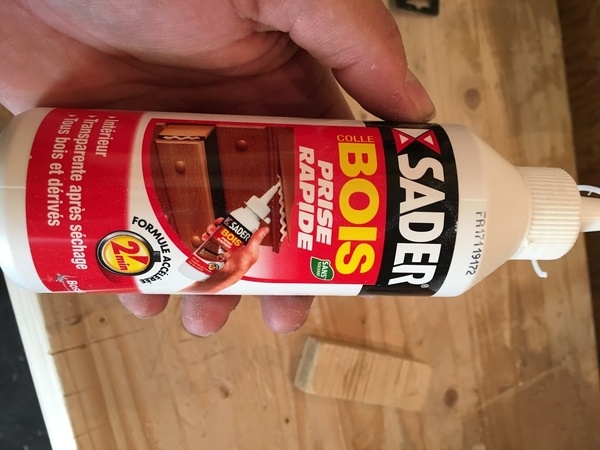 SADER®
COLLE
BOIS
PRISE
RAPIDE
SANS
SADER
BOIS
FORMULE ACCÉLÉRÉE
2'
min
• Intérieur
• Transparente après séchage
• Tous bois et dérivés
FA17119172